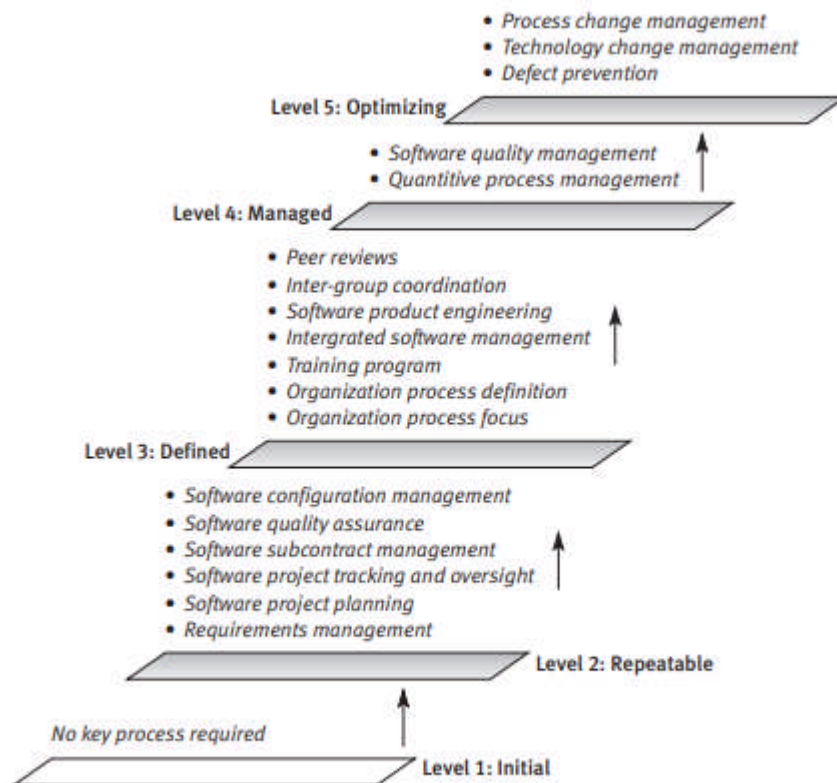 • Process change management
• Technology change management
• Defect prevention
Level 5: Optimizing
• Software quality management
• Quantitive process management
Level 4: Managed
• Peer reviews
• Inter-group coordination
• Software product engineering
• Intergrated software management
• Training program
• Organization process definition
• Organization process focus
Level 3: Defined
• Software configuration management
• Software quality assurance
• Software subcontract management
• Software project tracking and oversight
• Software project planning
• Requirements management
Level 2: Repeatable
No key process required
Level 1: Initial